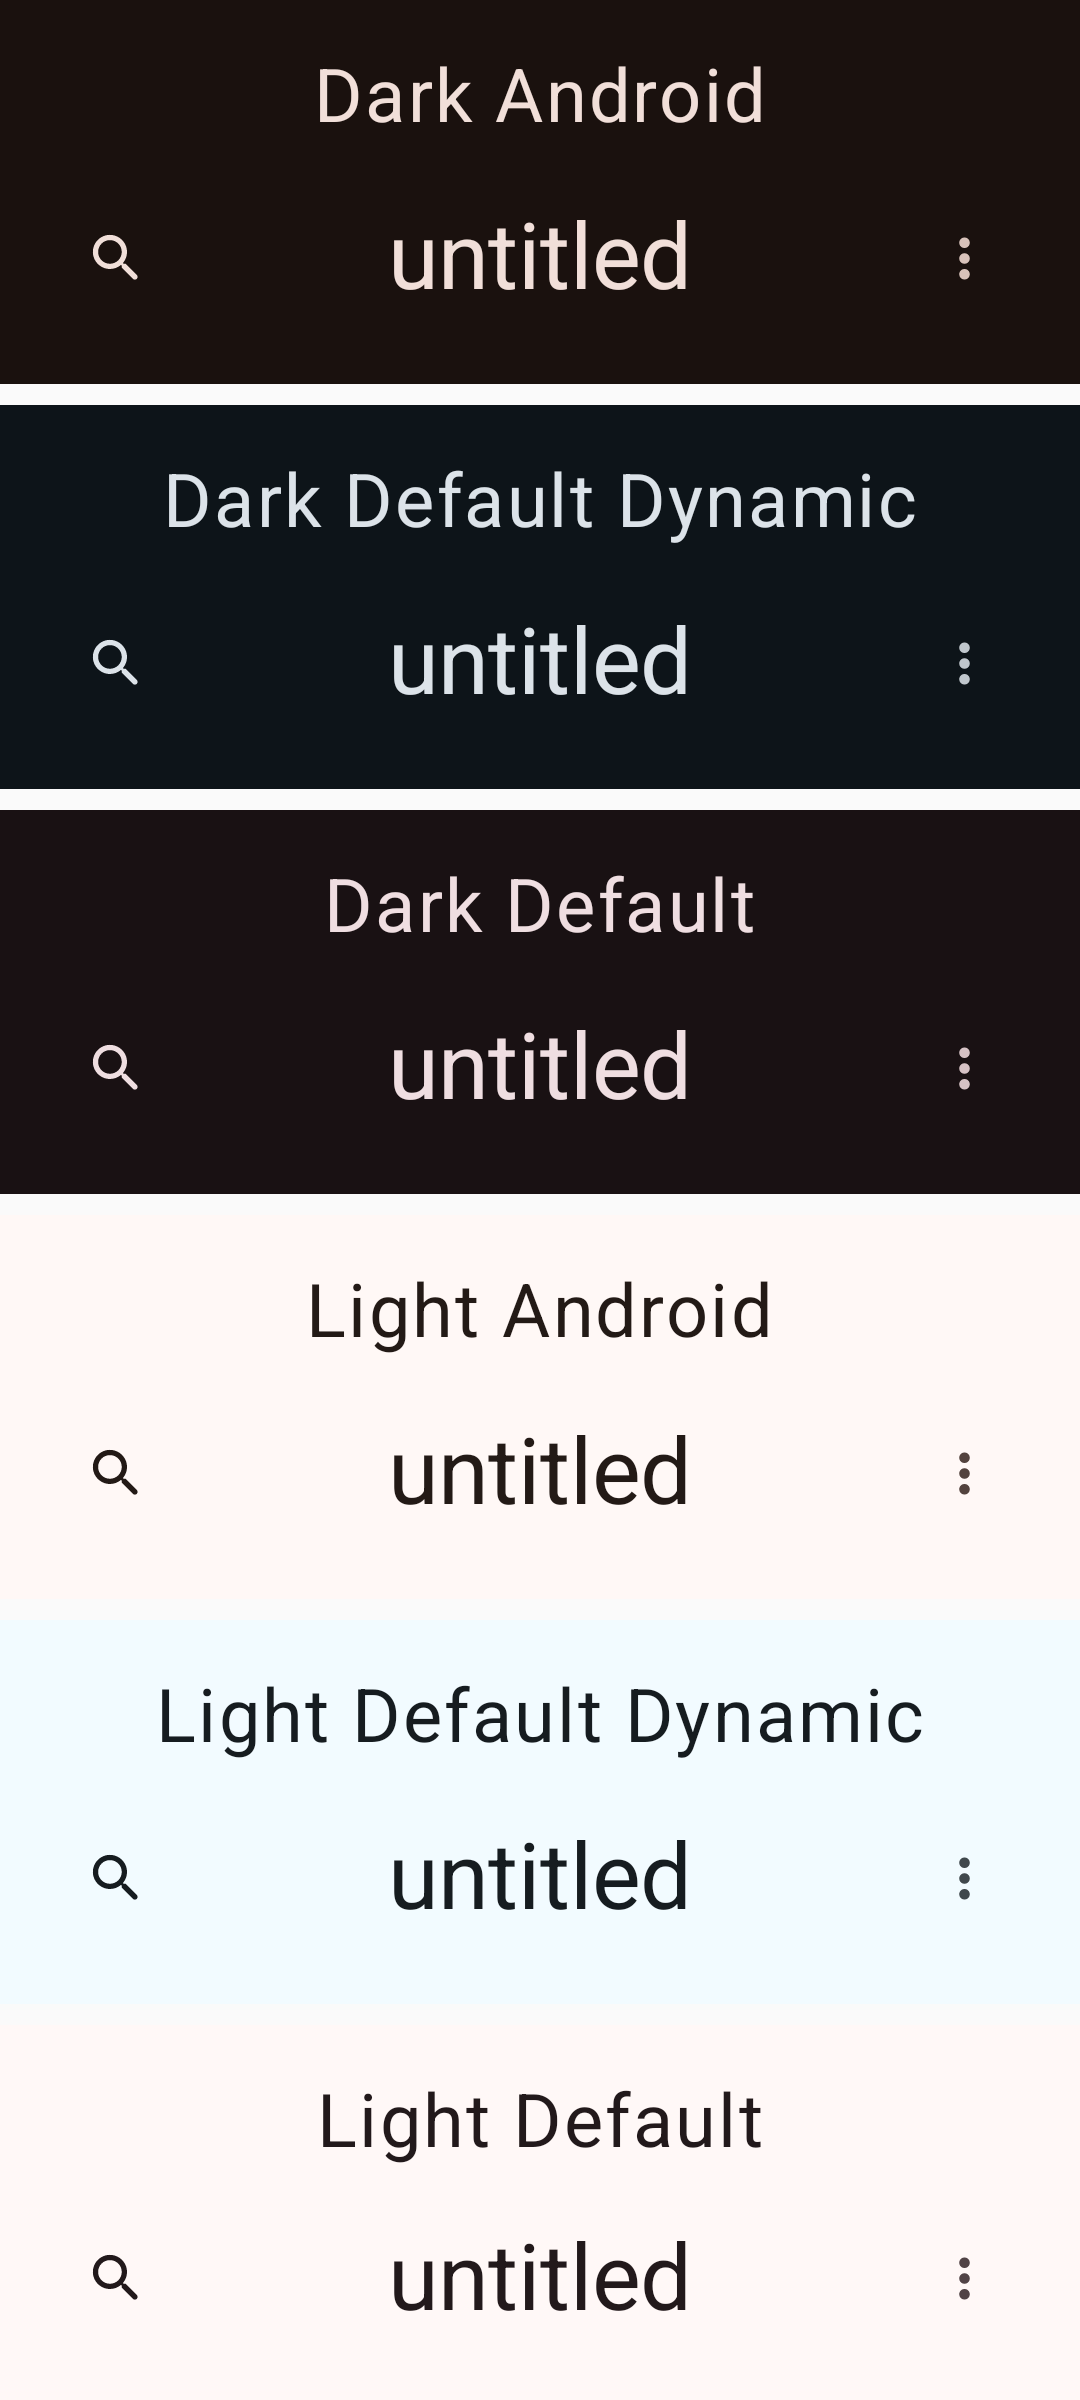 Dark Android
untitled
Dark Default Dynamic
untitled
Dark Default
untitled
Light Android
untitled
Light Default Dynamic
untitled
Light Default
untitled